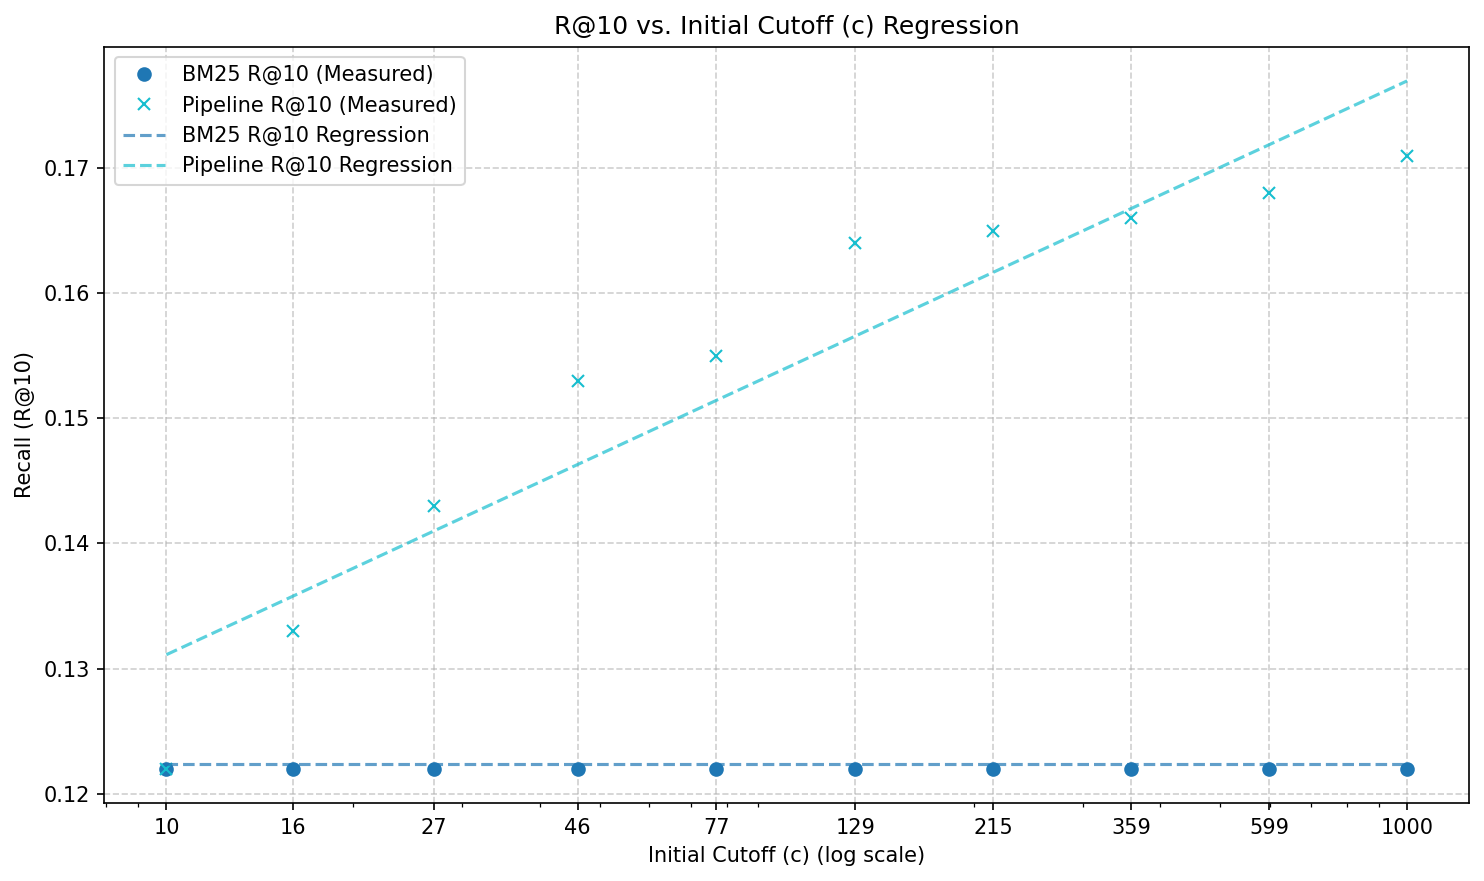 R@10 vs. Initial Cutoff (c) Regression
BM25 R@10 (Measured)
Pipeline R@10 (Measured)
BM25 R@10 Regression
Pipeline R@10 Regression
Recall (R@10)
0.17
0.16
0.15
0.14
0.13
0.12
10 16 27 46 77 129 215 359 599 1000
Initial Cutoff (c) (log scale)